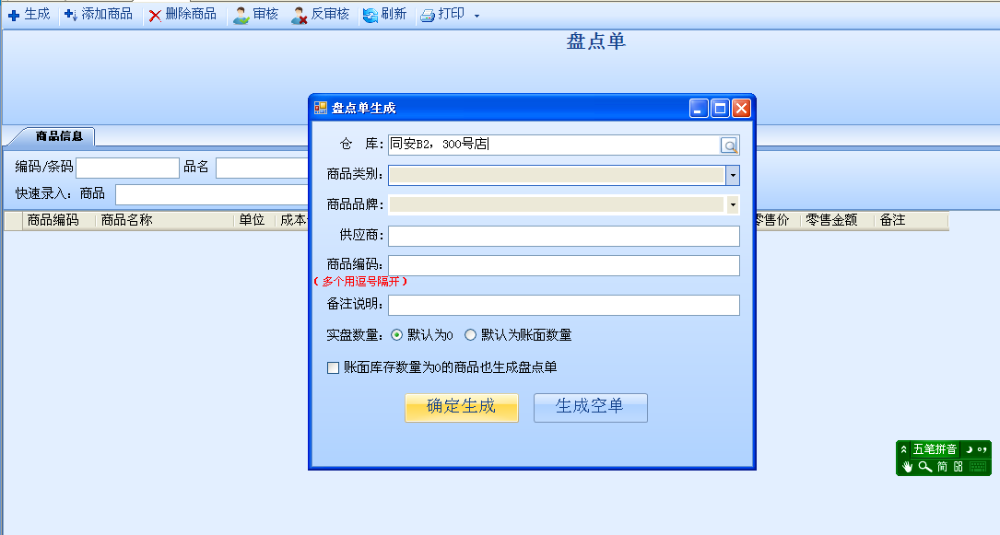 生成 添加商品 删除商品 审核 反审核 刷新 打印
盘点单
商品信息
编码/条码 品名
快速录入: 商品
商品编码 商品名称 单位 成本 零售价 零售金额 备注
盘点单生成
仓 库: 同安B2, 300号店
商品类别:
商品品牌:
供应商:
商品编码:
(多个用逗号隔开)
备注说明:
实盘数量: 默认为0 默认为账面数量
账面库存数量为0的商品也生成盘点单
确定生成 生成空单
五笔拼音
简